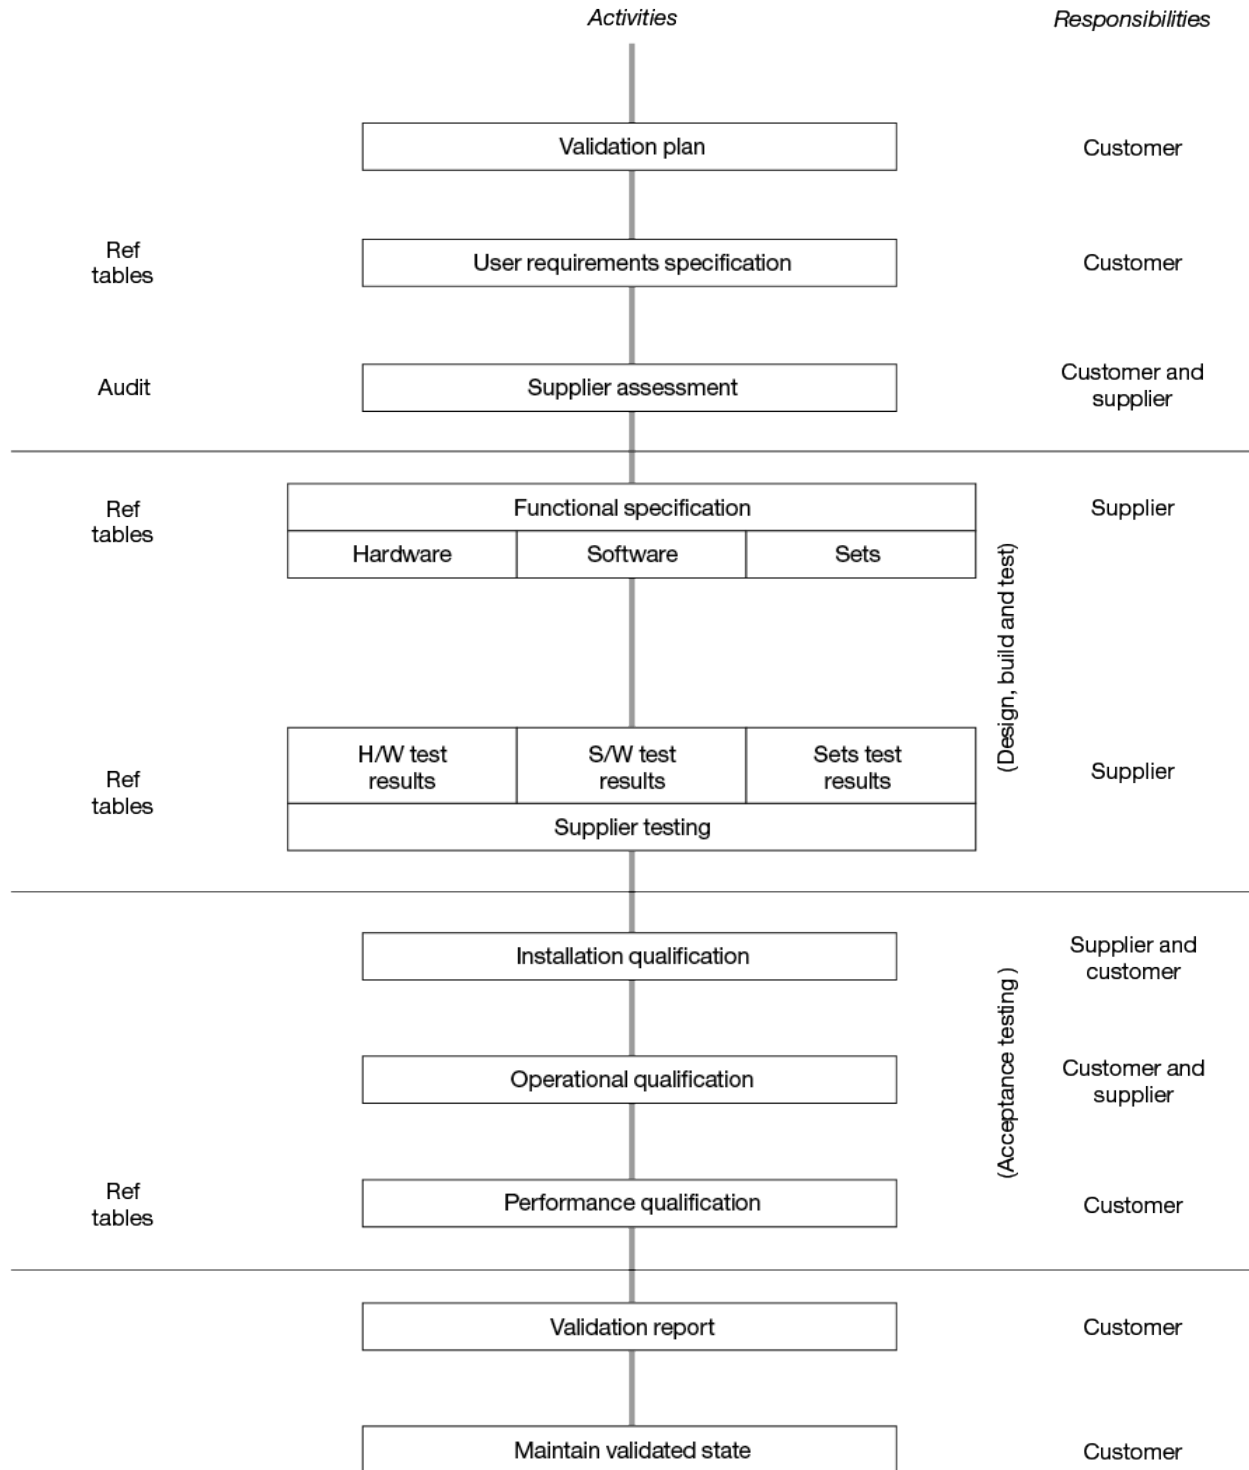 Activities
Responsibilities
Validation plan
Customer
Ref
tables
User requirements specification
Customer
Audit
Supplier assessment
Customer and
supplier
Ref
tables
Functional specification
Supplier
Hardware
Software
Sets
(Design, build and test)
Ref
tables
H/W test
results
S/W test
results
Sets test
results
Supplier
Supplier testing
Installation qualification
Supplier and
customer
(Acceptance testing )
Operational qualification
Customer and
supplier
Ref
tables
Performance qualification
Customer
Validation report
Customer
Maintain validated state
Customer